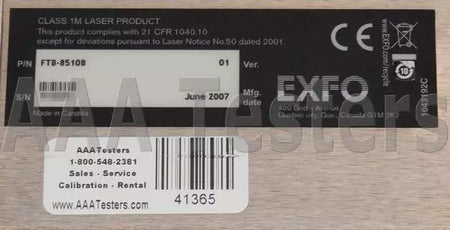 CLASS 1M LASER PRODUCT
This product complies with 21 CFR 1040.10
except for deviations pursuant to Laser Notice No.50 dated 2001.
P/N FTB-8510B 01 Ver.
S/N June 2007 Mfg. date
Made in Canada
CE
www.EXFO.com/recycle
10
EXFO
400 Godin Avenue
Quebec city, Que., Canada G1M 2K2
1043192C
AAA Testers
AAATesters
1-800-548-2381
Sales - Service
Calibration - Rental
www.AAATesters.com
41365